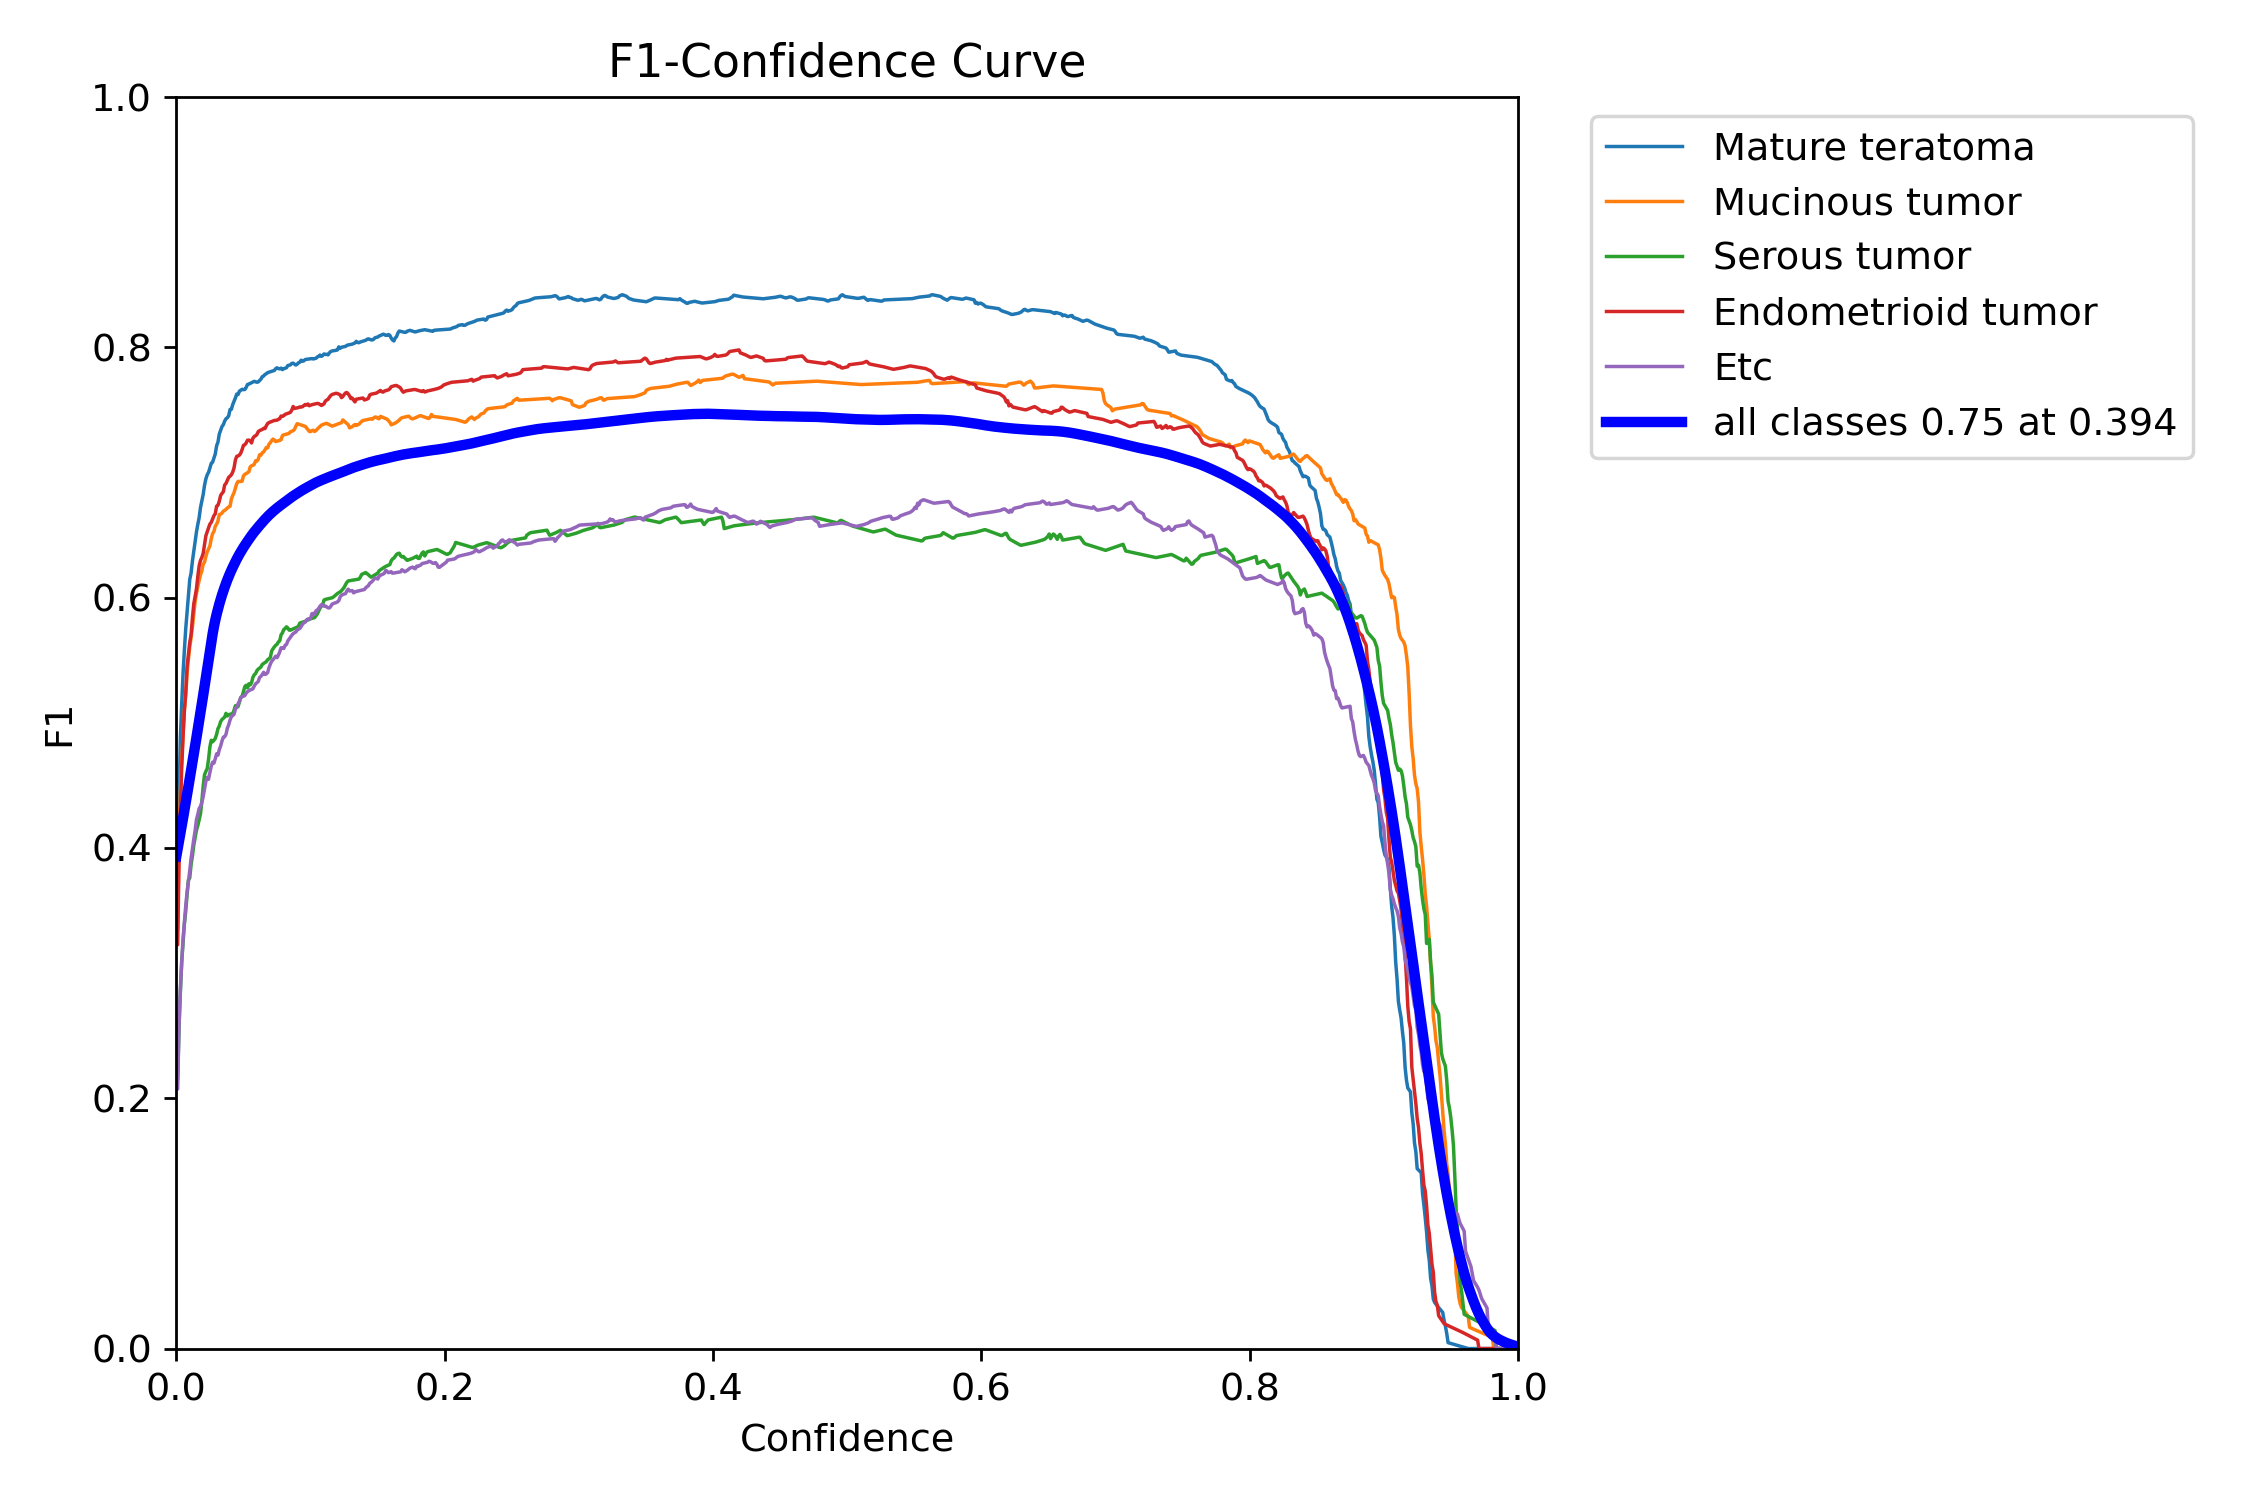 F1-Confidence Curve
1.0
0.8
0.6
0.4
0.2
0.0
F1
0.0 0.2 0.4 0.6 0.8 1.0
Confidence
Mature teratoma
Mucinous tumor
Serous tumor
Endometrioid tumor
Etc
all classes 0.75 at 0.394